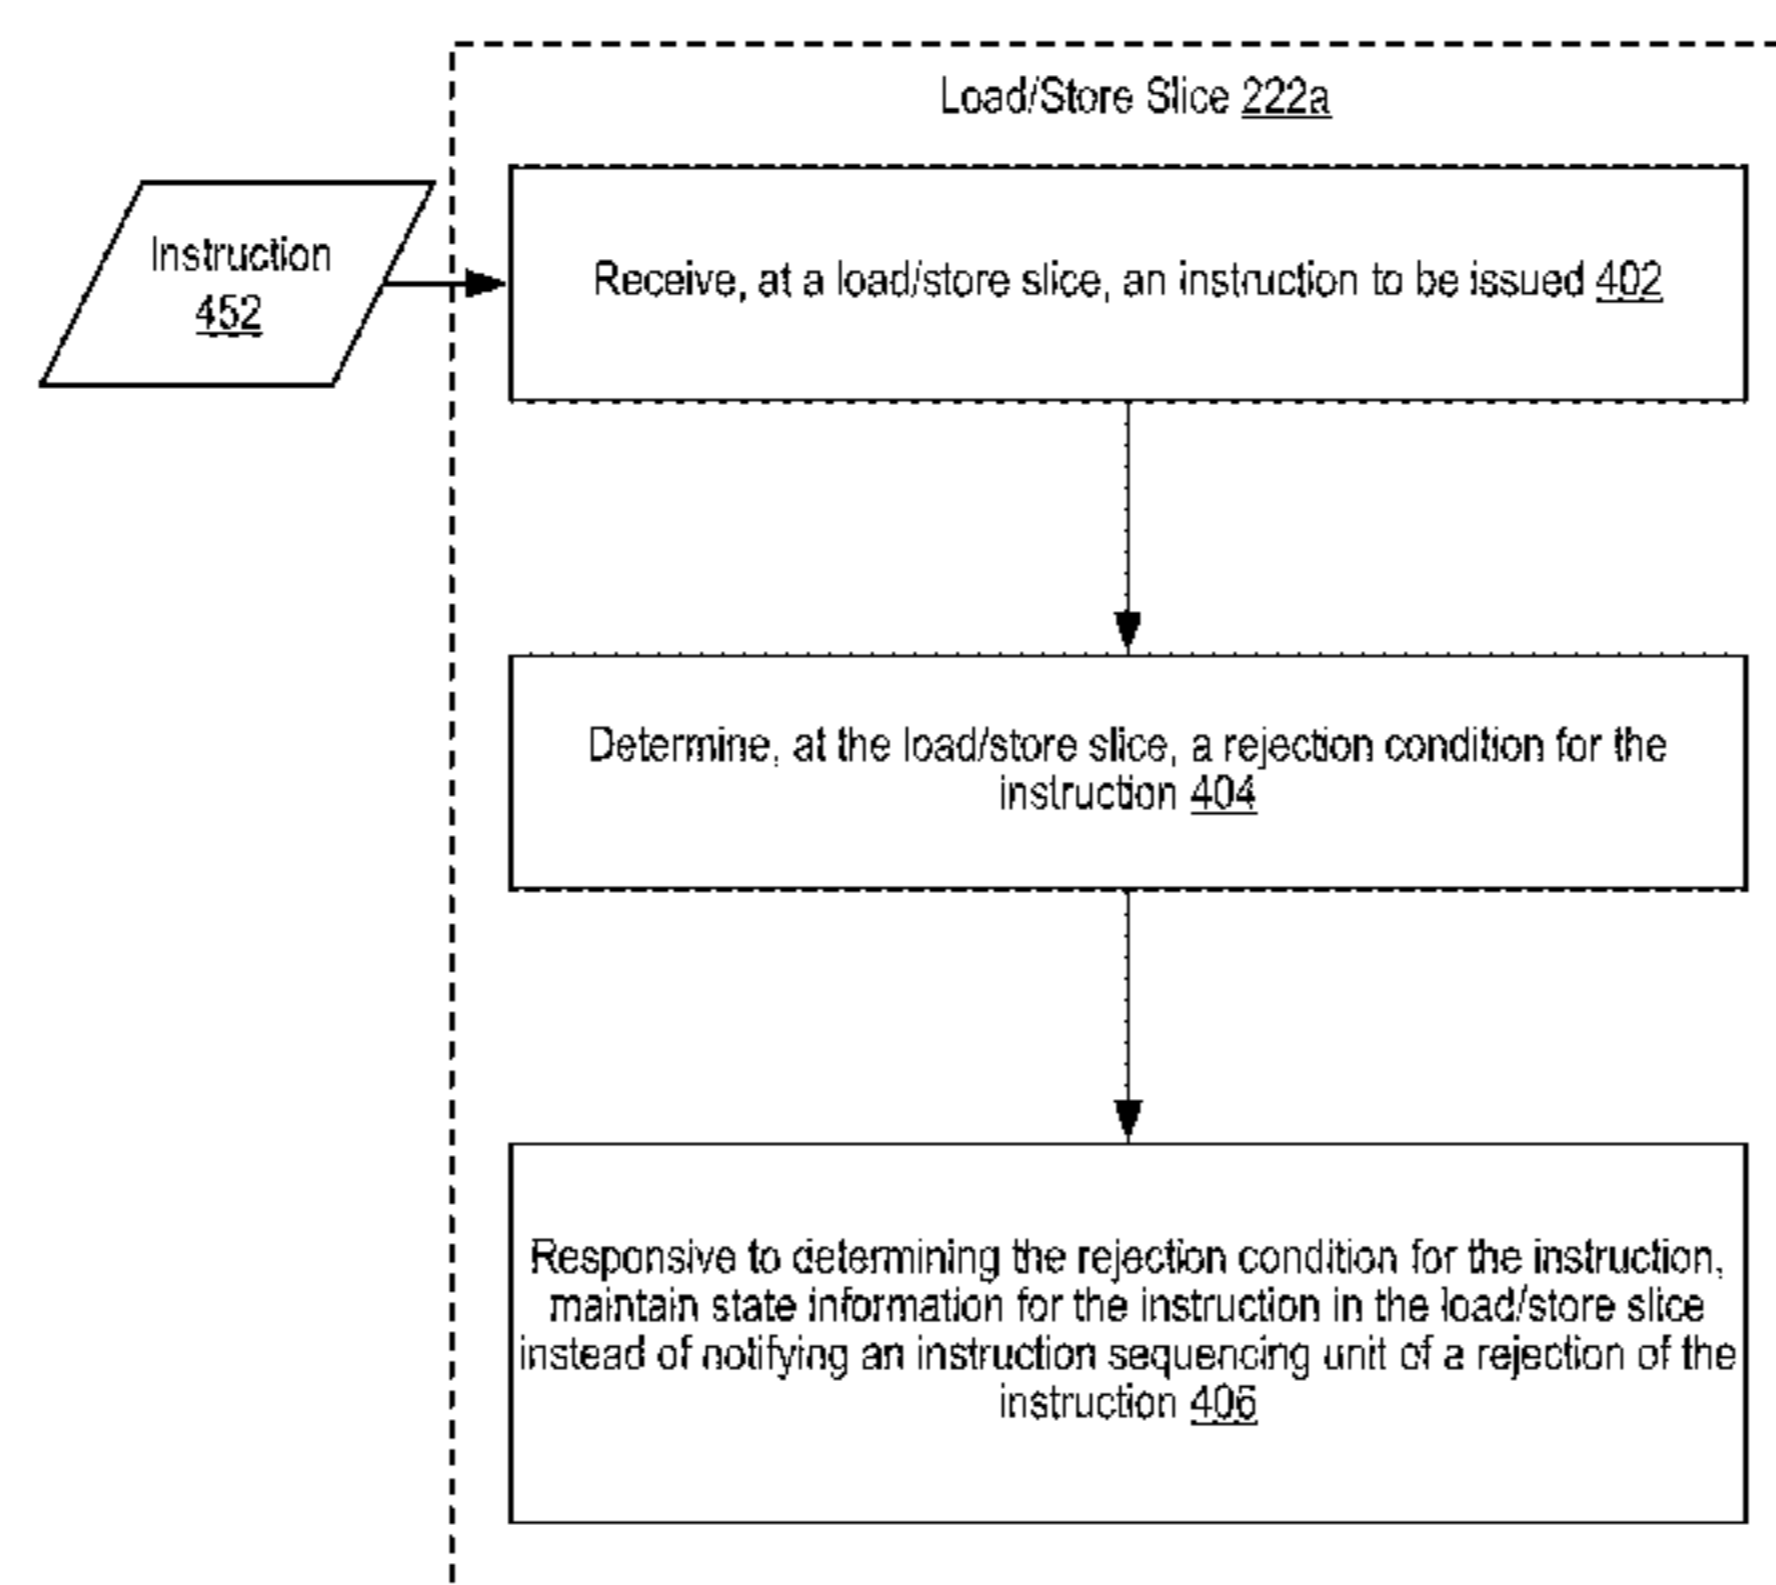 Load/Store Slice 222a
Instruction
452
Receive, at a load/store slice, an instruction to be issued 402
Determine, at the load/store slice, a rejection condition for the
instruction 404
Responsive to determining the rejection condition for the instruction,
maintain state information for the instruction in the load/store slice
instead of notifying an instruction sequencing unit of a rejection of the
instruction 406